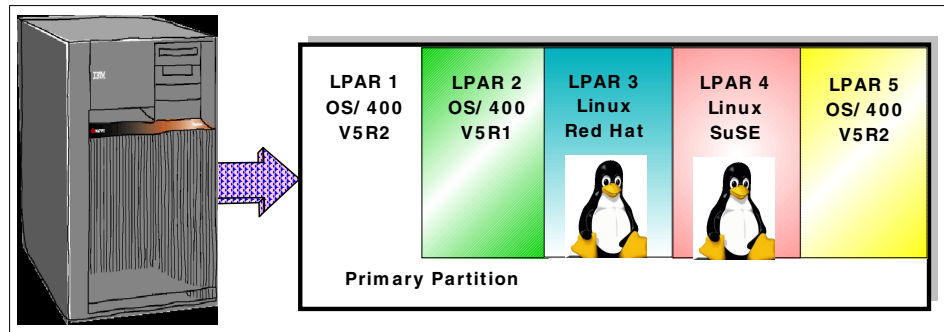 IBM
LPAR 1
OS/400
V5R2
LPAR 2
OS/400
V5R1
LPAR 3
Linux
Red Hat
LPAR 4
Linux
SuSE
LPAR 5
OS/400
V5R2
Primary Partition